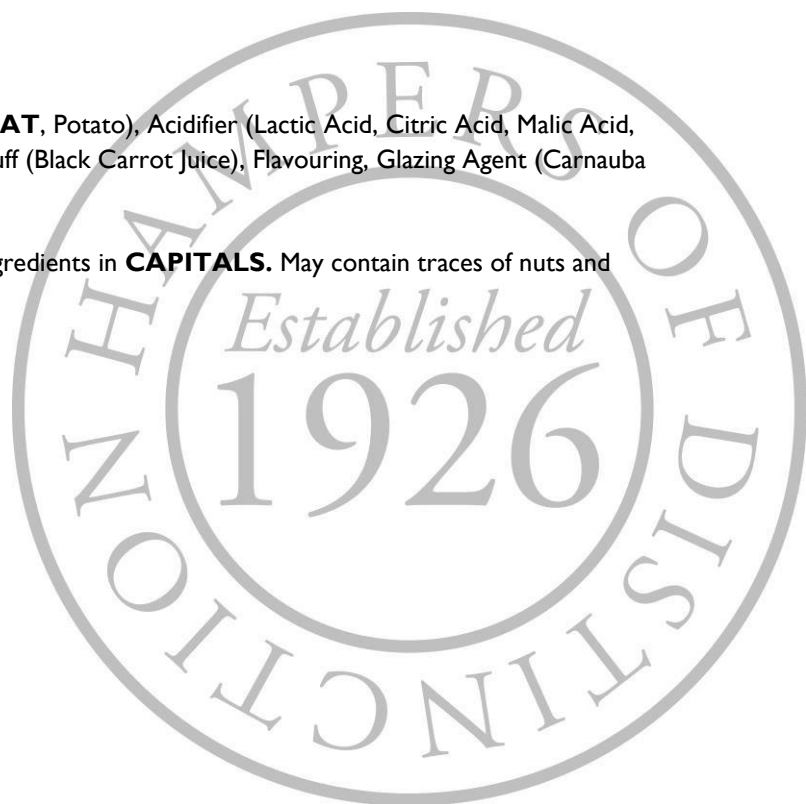 AT, Potato), Acidifier (Lactic Acid, Citric Acid, Malic Acid,
uff (Black Carrot Juice), Flavouring, Glazing Agent (Carnauba
gredients in CAPITALS. May contain traces of nuts and
HAMPERS OF DISTINCTION
Established
1926